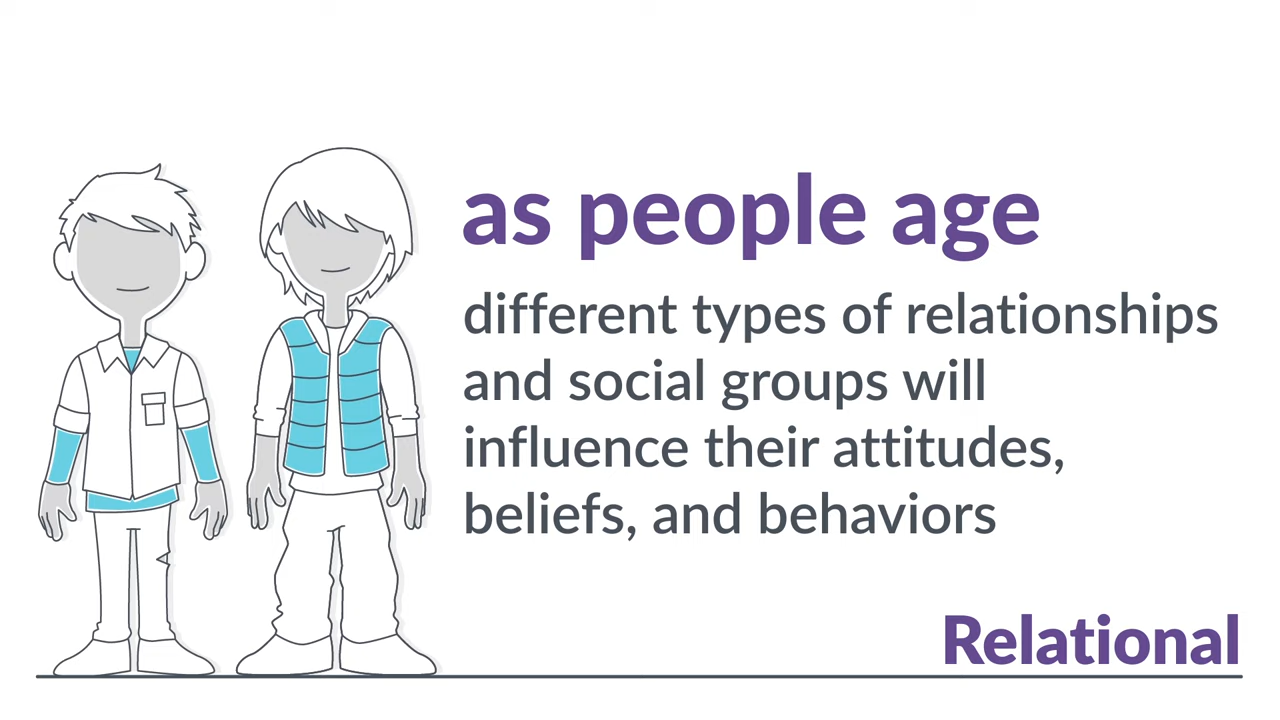 as people age
different types of relationships
and social groups will
influence their attitudes,
beliefs, and behaviors
Relational